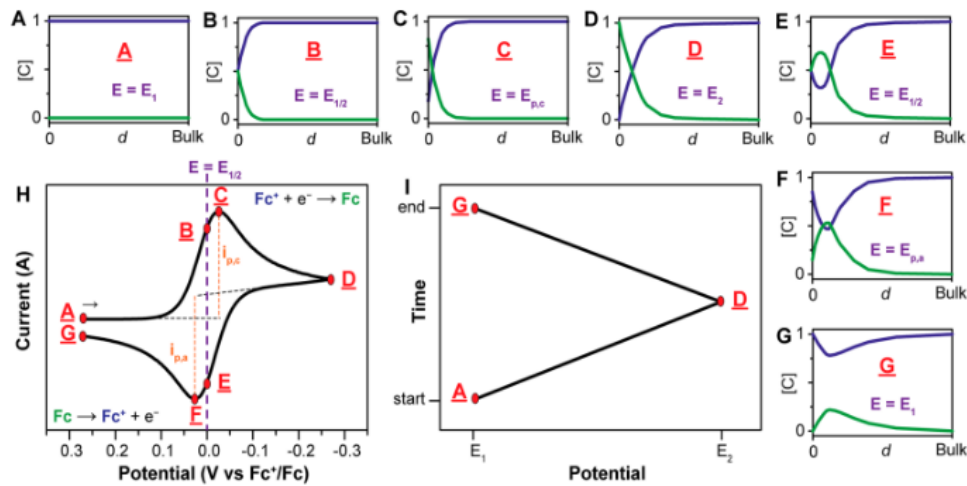 A
1
[C]
0
A
E = E₁
0 d Bulk
B
1
0
B
E = E₁/₂
0 d Bulk
C
1
0
C
E = Eₚ,c
0 d Bulk
D
1
0
D
E = E₂
0 d Bulk
E
1
0
E
E = E₁/₂
0 d Bulk
H
E = E₁/₂
C
Fc⁺ + e⁻ → Fc
B
iₚ,c
D
A →
G
iₚ,a
E
F
Fc → Fc⁺ + e⁻
Current (A)
0.3 0.2 0.1 0.0 -0.1 -0.2 -0.3
Potential (V vs Fc⁺/Fc)
I
end
G
Time
D
start
A
E₁ E₂
Potential
F
1
[C]
0
F
E = Eₚ,a
0 d Bulk
G
1
[C]
0
G
E = E₁
0 d Bulk